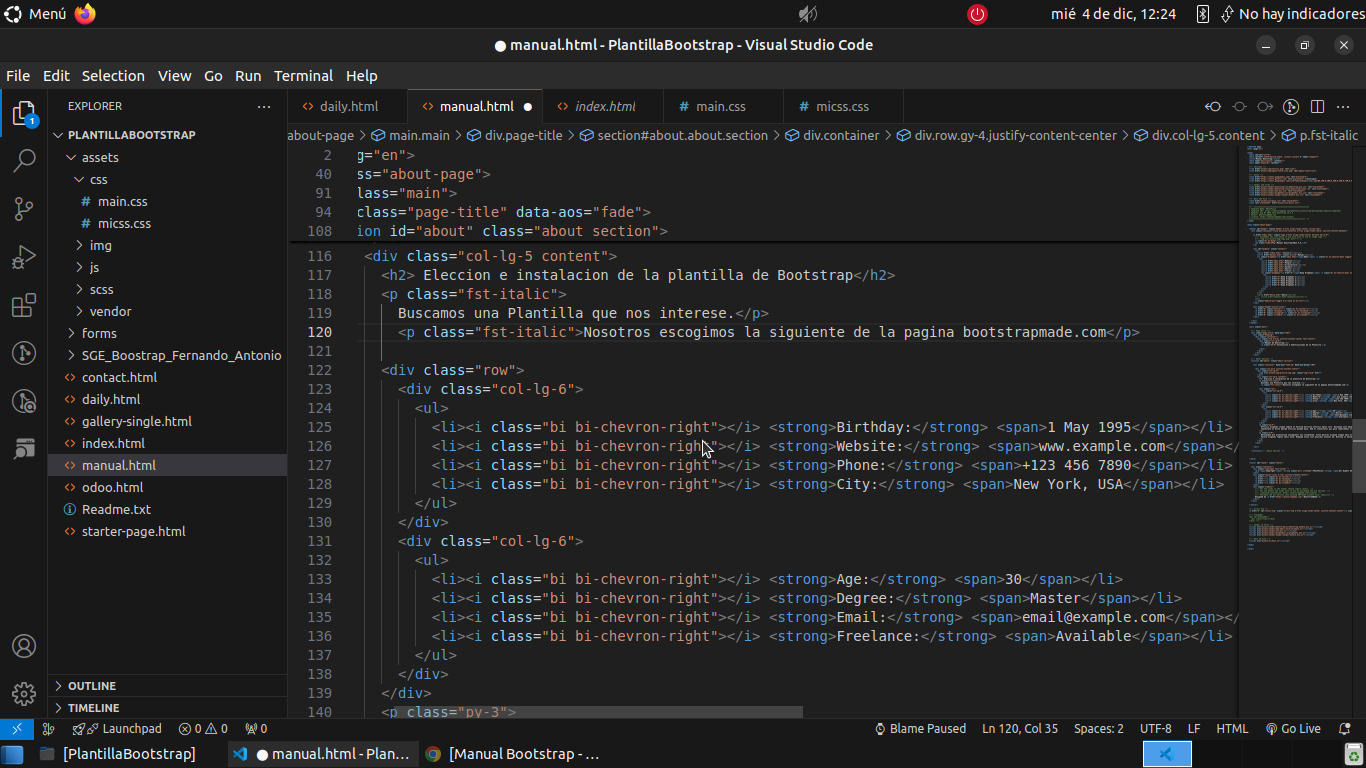 Menú
mié 4 de dic, 12:24
No hay indicadores
● manual.html - PlantillaBootstrap - Visual Studio Code
File Edit Selection View Go Run Terminal Help
EXPLORER ···
daily.html manual.html ● index.html main.css micss.css
about-page > main.main > div.page-title > section#about.about.section > div.container > div.row.gy-4.justify-content-center > div.col-lg-5.content > p.fst-italic
1
PLANTILLABOOTSTRAP
assets
css
main.css
micss.css
img
js
scss
vendor
forms
SGE_Boostrap_Fernando_Antonio
contact.html
daily.html
gallery-single.html
index.html
manual.html
odoo.html
Readme.txt
starter-page.html
OUTLINE
TIMELINE
2 g="en">
40 ss="about-page">
91 lass="main">
94 class="page-title" data-aos="fade">
108 ion id="about" class="about section">
116 <div class="col-lg-5 content">
117 <h2> Eleccion e instalacion de la plantilla de Bootstrap</h2>
118 <p class="fst-italic">
119 Buscamos una Plantilla que nos interese.</p>
120 <p class="fst-italic">Nosotros escogimos la siguiente de la pagina bootstrapmade.com</p>
121
122 <div class="row">
123 <div class="col-lg-6">
124 <ul>
125 <li><i class="bi bi-chevron-right"></i> <strong>Birthday:</strong> <span>1 May 1995</span></li>
126 <li><i class="bi bi-chevron-right"></i> <strong>Website:</strong> <span>www.example.com</span></
127 <li><i class="bi bi-chevron-right"></i> <strong>Phone:</strong> <span>+123 456 7890</span></li>
128 <li><i class="bi bi-chevron-right"></i> <strong>City:</strong> <span>New York, USA</span></li>
129 </ul>
130 </div>
131 <div class="col-lg-6">
132 <ul>
133 <li><i class="bi bi-chevron-right"></i> <strong>Age:</strong> <span>30</span></li>
134 <li><i class="bi bi-chevron-right"></i> <strong>Degree:</strong> <span>Master</span></li>
135 <li><i class="bi bi-chevron-right"></i> <strong>Email:</strong> <span>email@example.com</span></
136 <li><i class="bi bi-chevron-right"></i> <strong>Freelance:</strong> <span>Available</span></li>
137 </ul>
138 </div>
139 </div>
140 <p class="py-3">
Launchpad 0 0 0 Blame Paused Ln 120, Col 35 Spaces: 2 UTF-8 LF HTML Go Live
[PlantillaBootstrap] ● manual.html - Plan... [Manual Bootstrap - ...